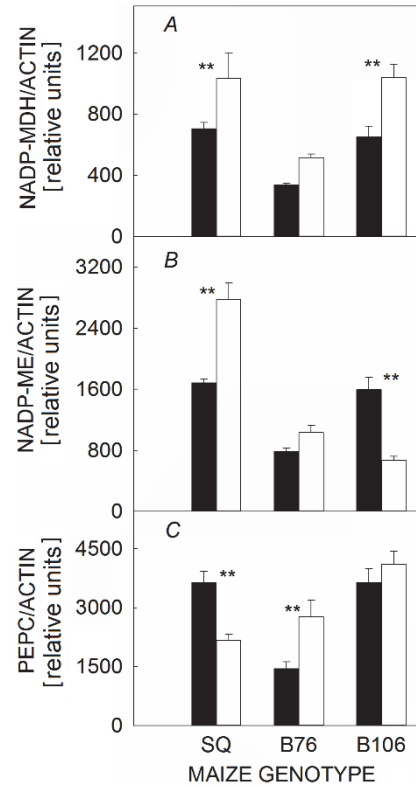 A
NADP-MDH/ACTIN
[relative units]
1200
800
400
0
**
**
B
NADP-ME/ACTIN
[relative units]
3200
2400
1600
800
0
**
**
C
PEPC/ACTIN
[relative units]
4500
3000
1500
0
**
**
SQ B76 B106
MAIZE GENOTYPE